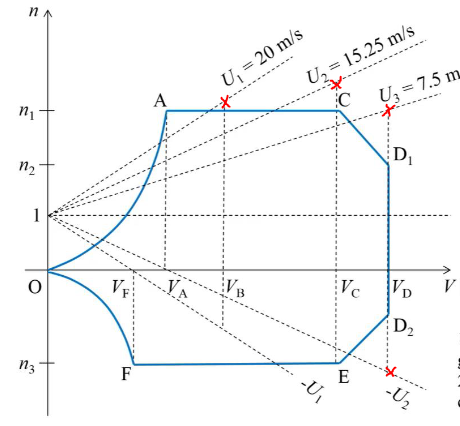 n
U₁ = 20 m/s
U₂ = 15.25 m/s
U₃ = 7.5 m/
A
C
n₁
D₁
n₂
1
O
V_F
V_A
V_B
V_C
V_D
V
D₂
n₃
F
E
-U₁
-U₂
g
2